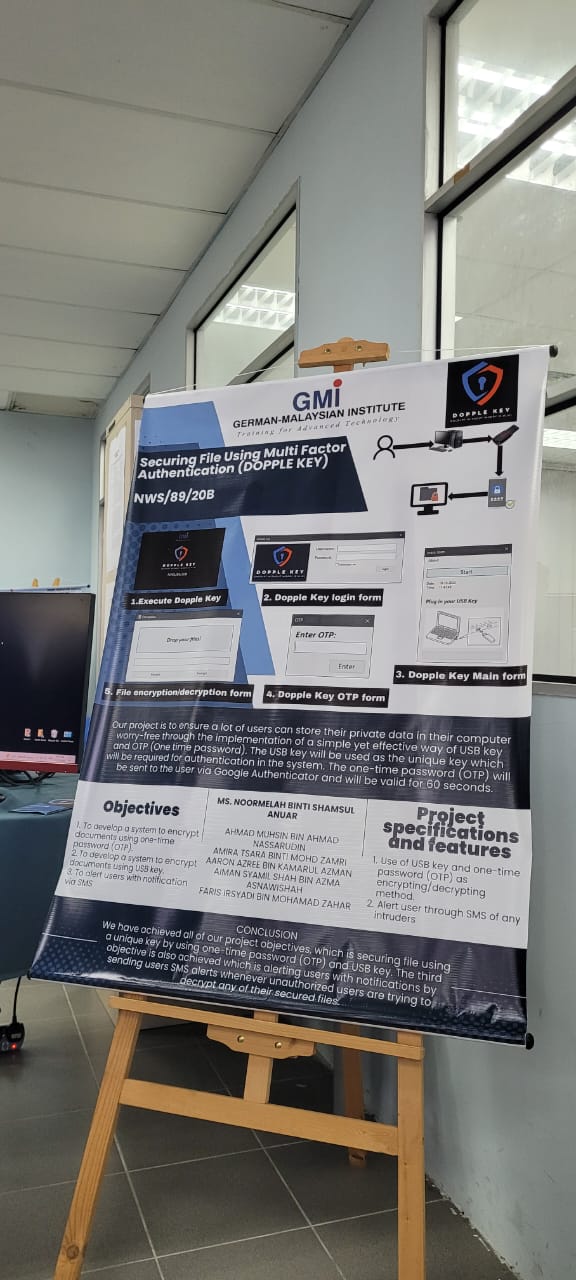 GMi
GERMAN-MALAYSIAN INSTITUTE
Training for Advanced Technology
DOPPLE KEY
Securing File Using Multi Factor
Authentication (DOPPLE KEY)
NWS/89/20B
DOPPLE KEY
1.Execute Dopple Key
DOPPLE KEY
2. Dopple Key login form
Start
Plug in your USB Key
3. Dopple Key Main form
Drop your files!
5. File encryption/decryption form
OTP
Enter OTP:
Enter
4. Dopple Key OTP form
Our project is to ensure a lot of users can store their private data in their computer
worry-free through the implementation of a simple yet effective way of USB key
and OTP (One time password). The USB key will be used as the unique key which
will be required for authentication in the system. The one-time password (OTP) will
be sent to the user via Google Authenticator and will be valid for 60 seconds.
Objectives
1. To develop a system to encrypt
documents using one-time
password (OTP).
2. To develop a system to encrypt
documents using USB key.
3. To alert users with notification
via SMS
MS. NOORMELAH BINTI SHAMSUL
ANUAR
AHMAD MUHSIN BIN AHMAD
NASSARUDIN
AMIRA TSARA BINTI MOHD ZAMRI
AARON AZREE BIN KAMARUL AZMAN
AIMAN SYAMIL SHAH BIN AZMA
ASNAWISHAH
FARIS IRSYADI BIN MOHAMAD ZAHAR
Project
specifications
and features
1. Use of USB key and one-time
password (OTP) as
encrypting/decrypting
method.
2. Alert user through SMS of any
intruders
CONCLUSION
We have achieved all of our project objectives, which is securing file using
a unique key by using one-time password (OTP) and USB key. The third
objective is also achieved which is alerting users with notifications by
sending users SMS alerts whenever unauthorized users are trying to
decrypt any of their secured files.